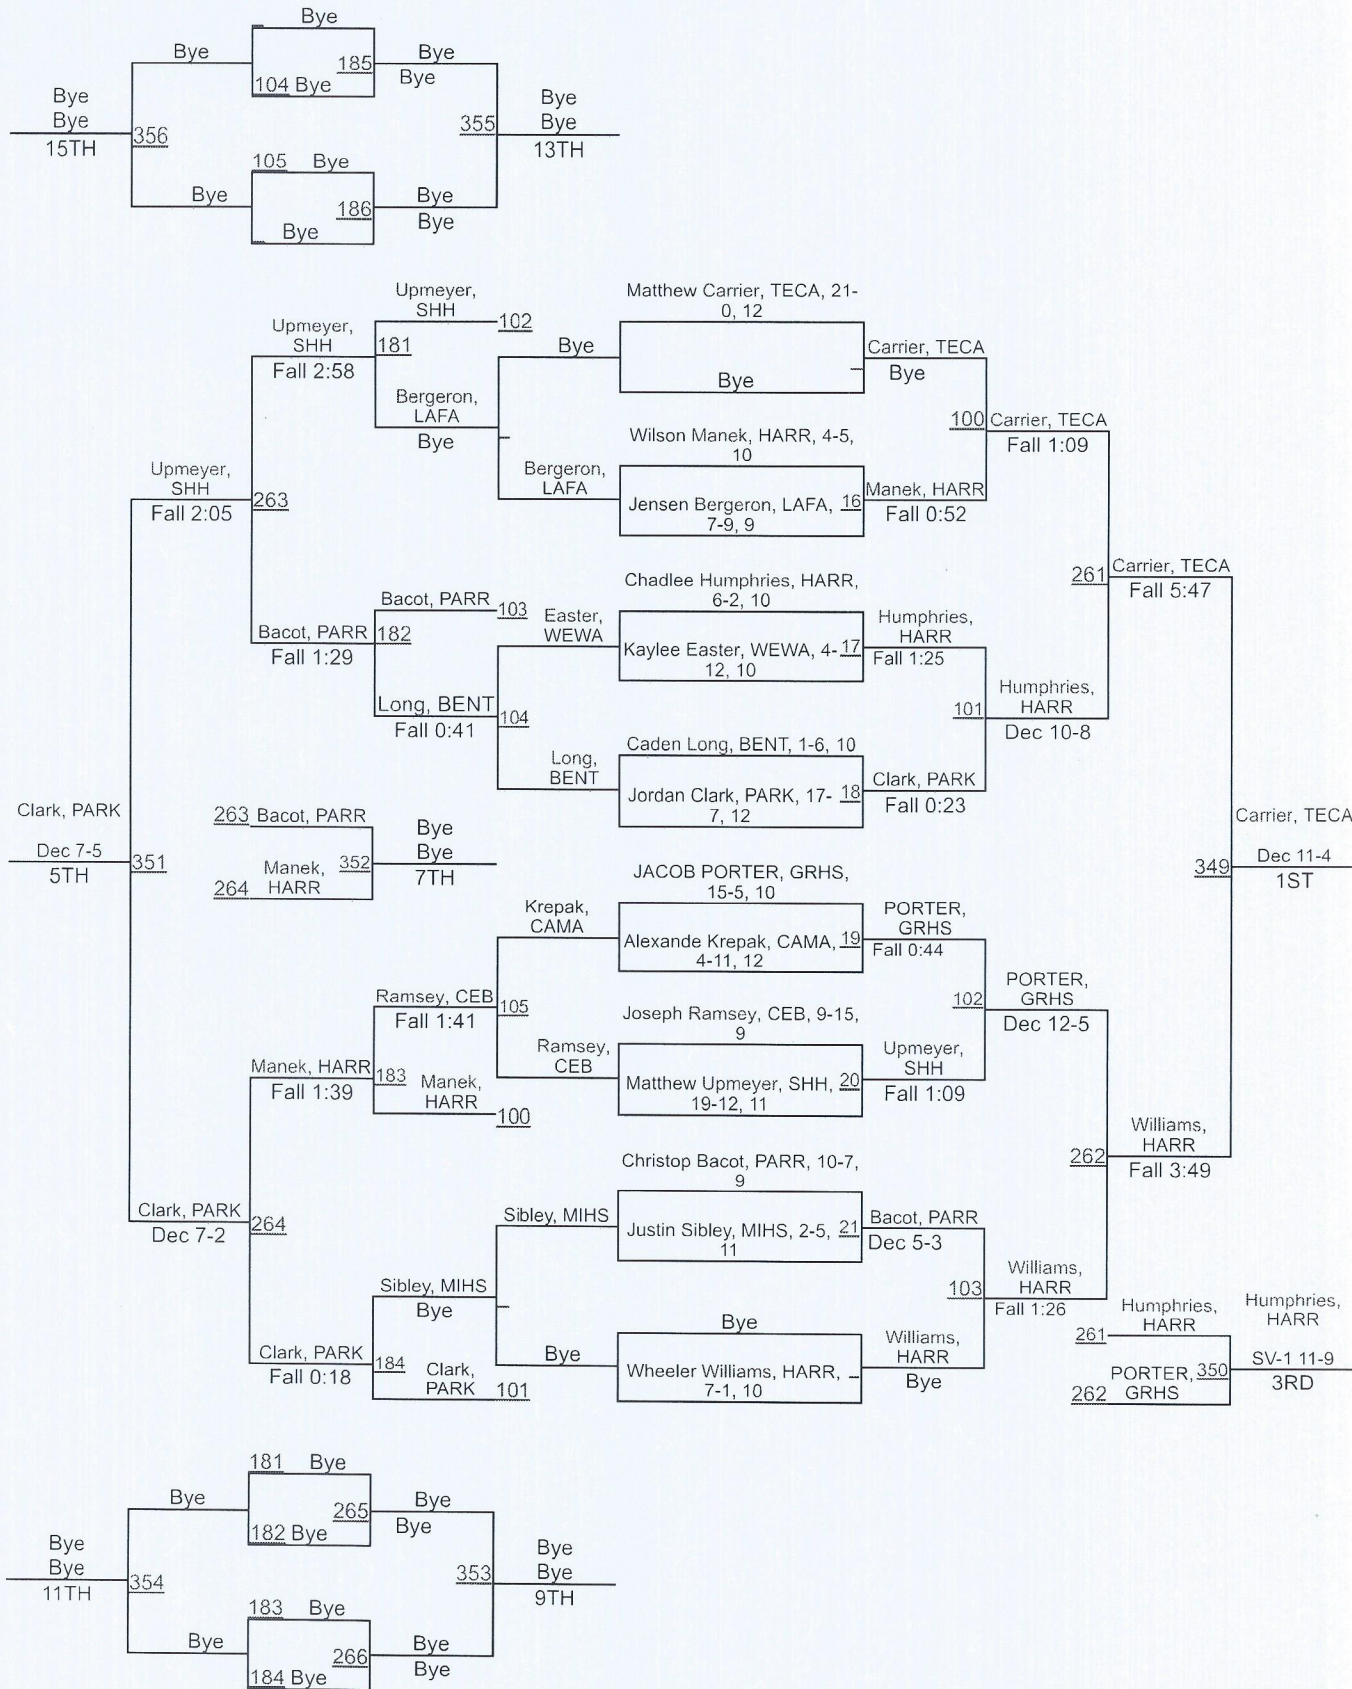 Bye
Bye
185
Bye
104 Bye
Bye
Bye
Bye
355
Bye
Bye
356
15TH
13TH
105 Bye
Bye
186
Bye
Bye
Bye
Upmeyer,
SHH
102
Matthew Carrier, TECA, 21-
0, 12
Upmeyer,
SHH
181
Fall 2:58
Bye
Bye
Carrier, TECA
Bye
Bergeron,
LAFA
Bye
100
Carrier, TECA
Fall 1:09
Wilson Manek, HARR, 4-5,
10
Upmeyer,
SHH
Fall 2:05
263
Bergeron,
LAFA
Jensen Bergeron, LAFA,
7-9, 9
16
Manek, HARR
Fall 0:52
261
Carrier, TECA
Fall 5:47
Chadlee Humphries, HARR,
6-2, 10
Bacot, PARR
103
Easter,
WEWA
Kaylee Easter, WEWA, 4-
12, 10
17
Humphries,
HARR
Fall 1:25
Bacot, PARR
182
Fall 1:29
Long, BENT
Fall 0:41
104
101
Humphries,
HARR
Dec 10-8
Caden Long, BENT, 1-6, 10
Long,
BENT
Jordan Clark, PARK, 17-
7, 12
18
Clark, PARK
Fall 0:23
Clark, PARK
Dec 7-5
5TH
351
263 Bacot, PARR
264
Manek,
HARR
352
Bye
Bye
7TH
349
Carrier, TECA
Dec 11-4
1ST
JACOB PORTER, GRHS,
15-5, 10
Krepak,
CAMA
Alexande Krepak, CAMA,
4-11, 12
19
PORTER,
GRHS
Fall 0:44
Ramsey, CEB
Fall 1:41
105
102
PORTER,
GRHS
Dec 12-5
Joseph Ramsey, CEB, 9-15,
9
Ramsey,
CEB
Matthew Upmeyer, SHH,
19-12, 11
20
Upmeyer,
SHH
Fall 1:09
Manek, HARR
Fall 1:39
183
Manek,
HARR
100
262
Williams,
HARR
Fall 3:49
Christop Bacot, PARR, 10-7,
9
Clark, PARK
Dec 7-2
264
Sibley, MIHS
Justin Sibley, MIHS, 2-5,
11
21
Bacot, PARR
Dec 5-3
Sibley, MIHS
Bye
103
Williams,
HARR
Fall 1:26
Bye
Bye
Wheeler Williams, HARR,
7-1, 10
Williams,
HARR
Bye
Clark, PARK
Fall 0:18
184
Clark,
PARK
101
261
Humphries,
HARR
262
PORTER,
GRHS
350
Humphries,
HARR
SV-1 11-9
3RD
181 Bye
Bye
265
Bye
182 Bye
Bye
Bye
Bye
353
Bye
Bye
354
11TH
9TH
183 Bye
Bye
266
Bye
184 Bye
Bye